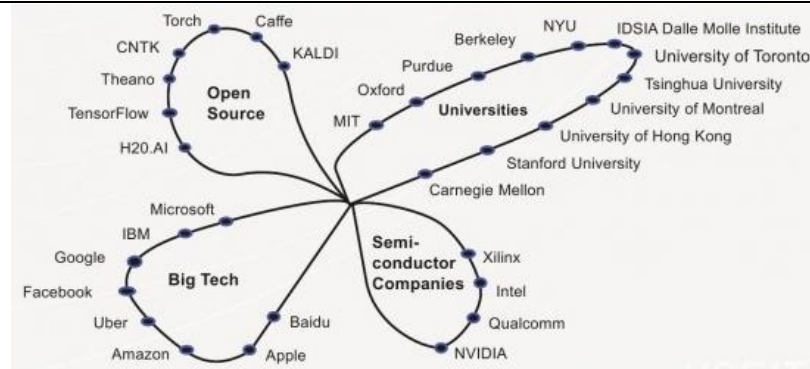 Torch
Caffe
CNTK
KALDI
Theano
Open
Source
TensorFlow
H20.AI
NYU
IDSIA Dalle Molle Institute
Berkeley
University of Toronto
Purdue
Tsinghua University
Oxford
Universities
University of Montreal
MIT
University of Hong Kong
Stanford University
Carnegie Mellon
Microsoft
IBM
Google
Big Tech
Facebook
Uber
Baidu
Amazon
Apple
Semi-
conductor
Companies
Xilinx
Intel
Qualcomm
NVIDIA